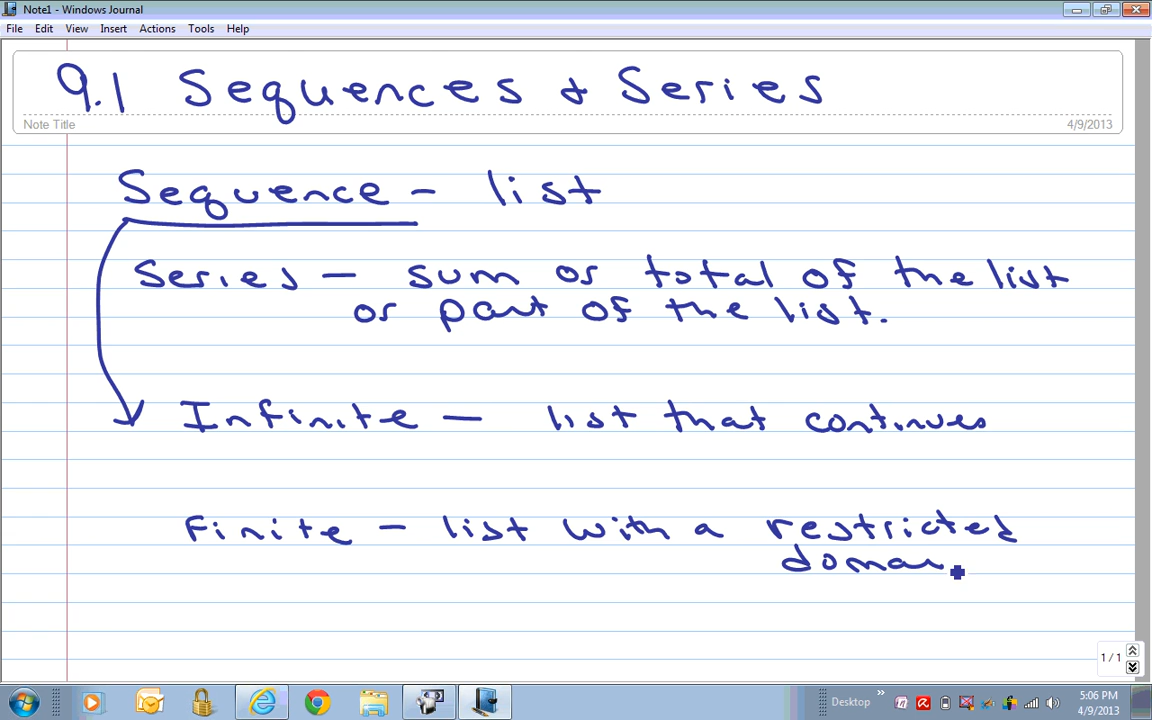 Note1 - Windows Journal
File Edit View Insert Actions Tools Help
9.1 Sequences & Series
Note Title
4/9/2013
Sequence - list
Series - sum or total of the list
or part of the list.
Infinite - list that continues
Finite - list with a restricted
domai
1/1
Desktop
5:06 PM
4/9/2013